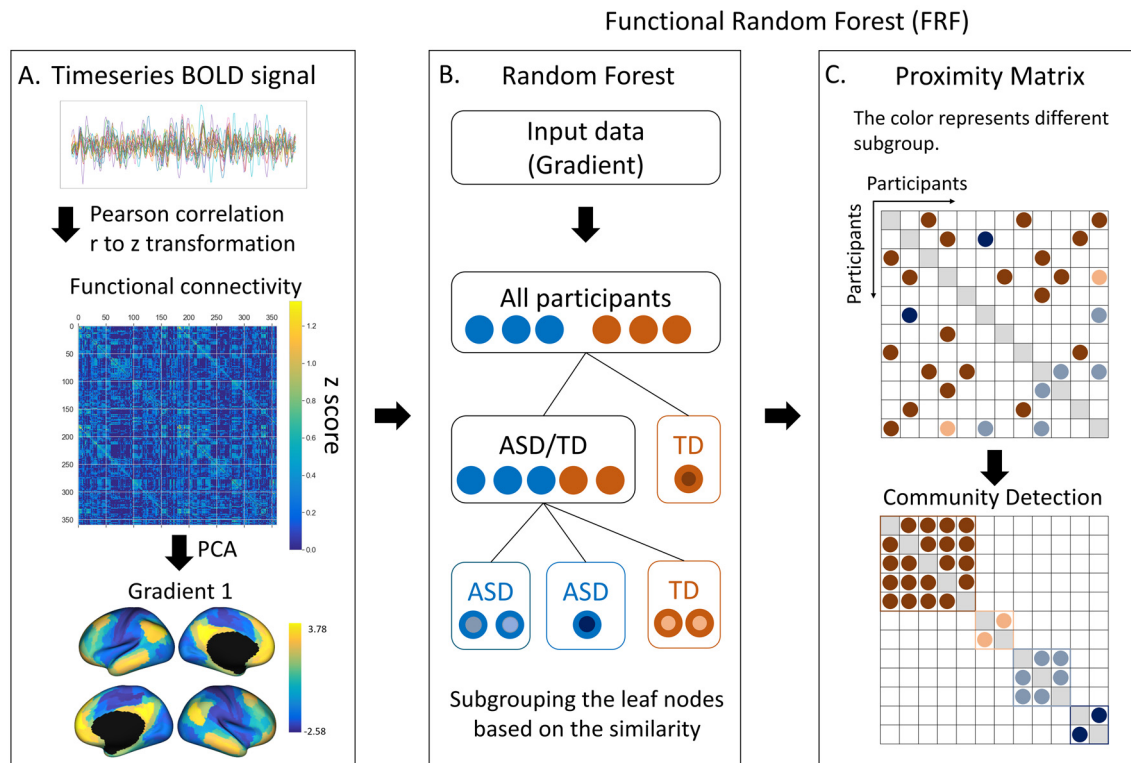 Functional Random Forest (FRF)
A. Timeseries BOLD signal
Pearson correlation
r to z transformation
Functional connectivity
0 50 100 150 200 250 300 350
0
50
100
150
200
250
300
350
1.2
1.0
0.8
0.6
0.4
0.2
0.0
z score
PCA
Gradient 1
3.78
-2.58
B. Random Forest
Input data
(Gradient)
All participants
ASD/TD
TD
ASD
ASD
TD
Subgrouping the leaf nodes
based on the similarity
C. Proximity Matrix
The color represents different
subgroup.
Participants
Participants
Community Detection